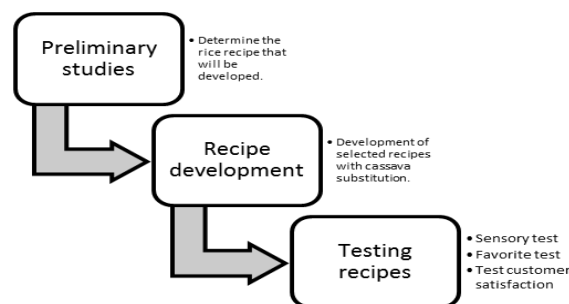 Preliminary
studies
• Determine the
rice recipe that
will be
developed.
Recipe
development
• Development of
selected recipes
with cassava
substitution.
Testing
recipes
• Sensory test
• Favorite test
• Test customer
satisfaction